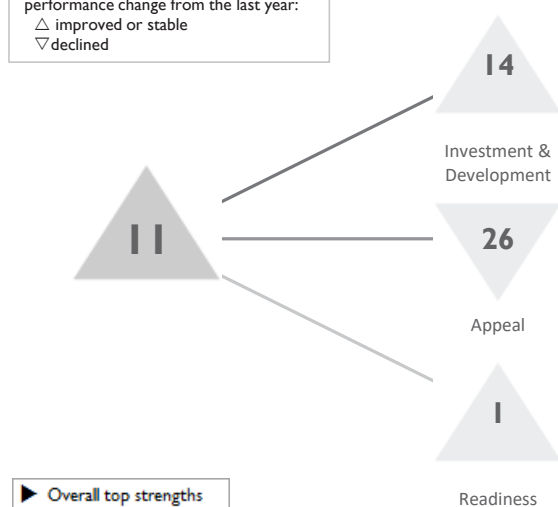 performance change from the last year:
△ improved or stable
▽ declined
14
Investment &
Development
11
26
Appeal
1
Readiness
▶ Overall top strengths